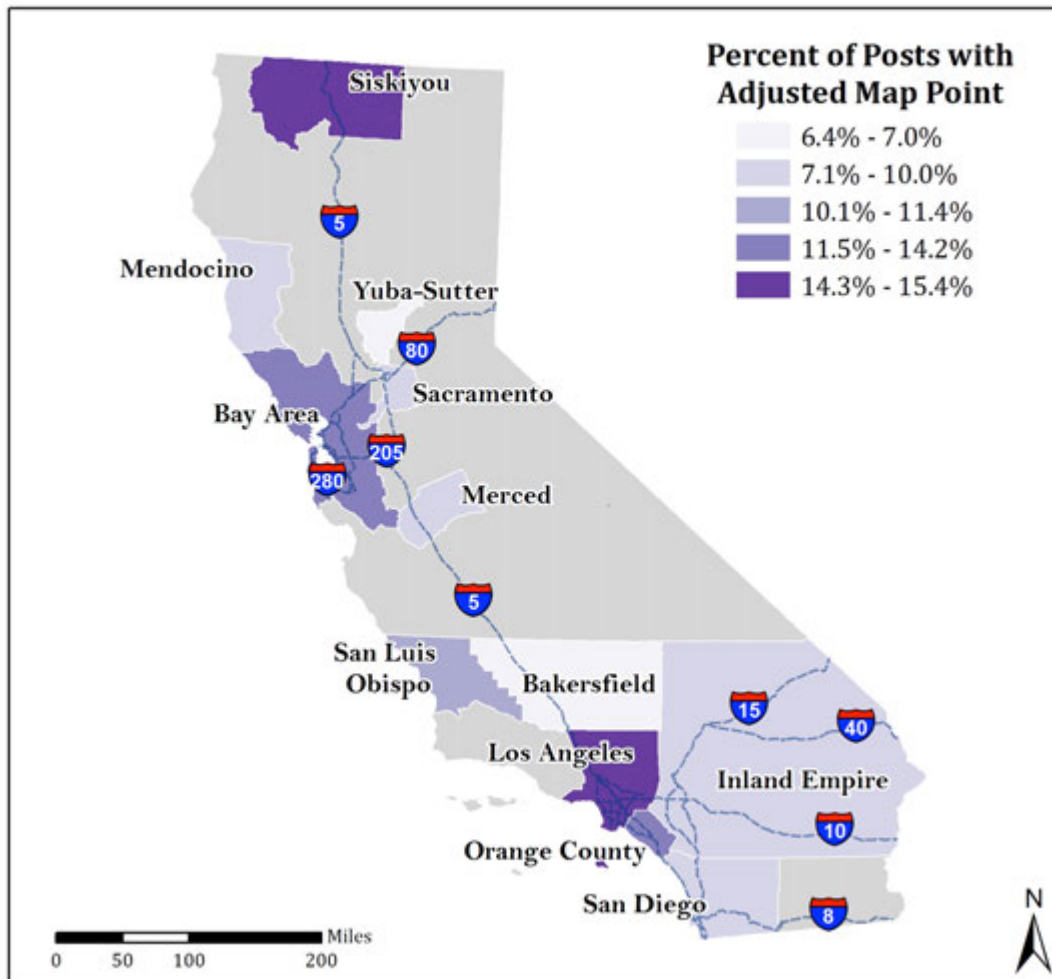 Percent of Posts with
Adjusted Map Point
6.4% - 7.0%
7.1% - 10.0%
10.1% - 11.4%
11.5% - 14.2%
14.3% - 15.4%
Siskiyou
5
Mendocino
Yuba-Sutter
80
Sacramento
Bay Area
205
280
Merced
5
San Luis
Obispo
Bakersfield
15
40
Los Angeles
Inland Empire
10
Orange County
San Diego
8
N
Miles
0 50 100 200